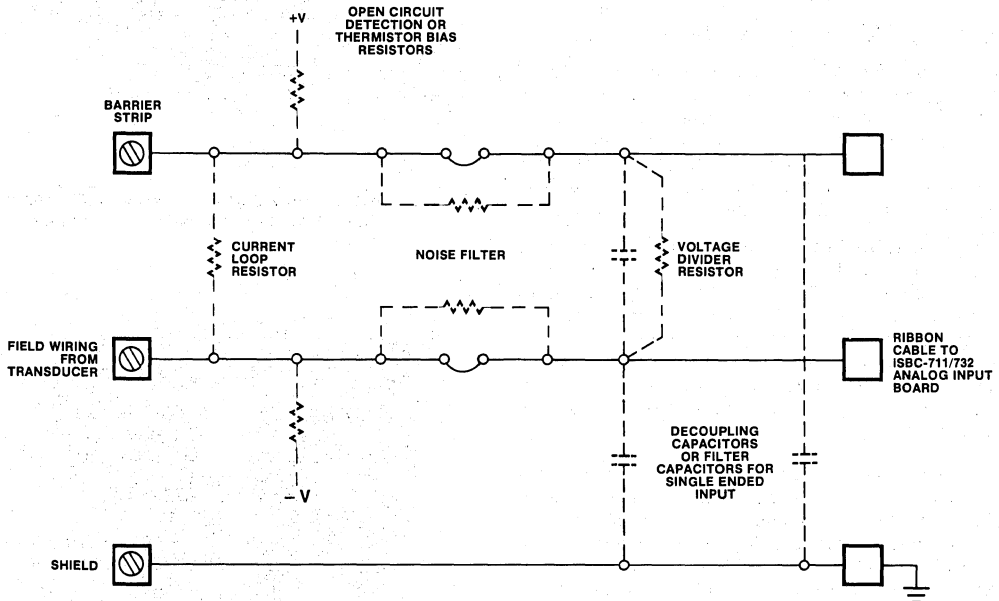 +V
OPEN CIRCUIT
DETECTION OR
THERMISTOR BIAS
RESISTORS
BARRIER
STRIP
CURRENT
LOOP
RESISTOR
NOISE FILTER
VOLTAGE
DIVIDER
RESISTOR
FIELD WIRING
FROM
TRANSDUCER
RIBBON
CABLE TO
ISBC-711/732
ANALOG INPUT
BOARD
DECOUPLING
CAPACITORS
OR FILTER
CAPACITORS FOR
SINGLE ENDED
INPUT
– V
SHIELD